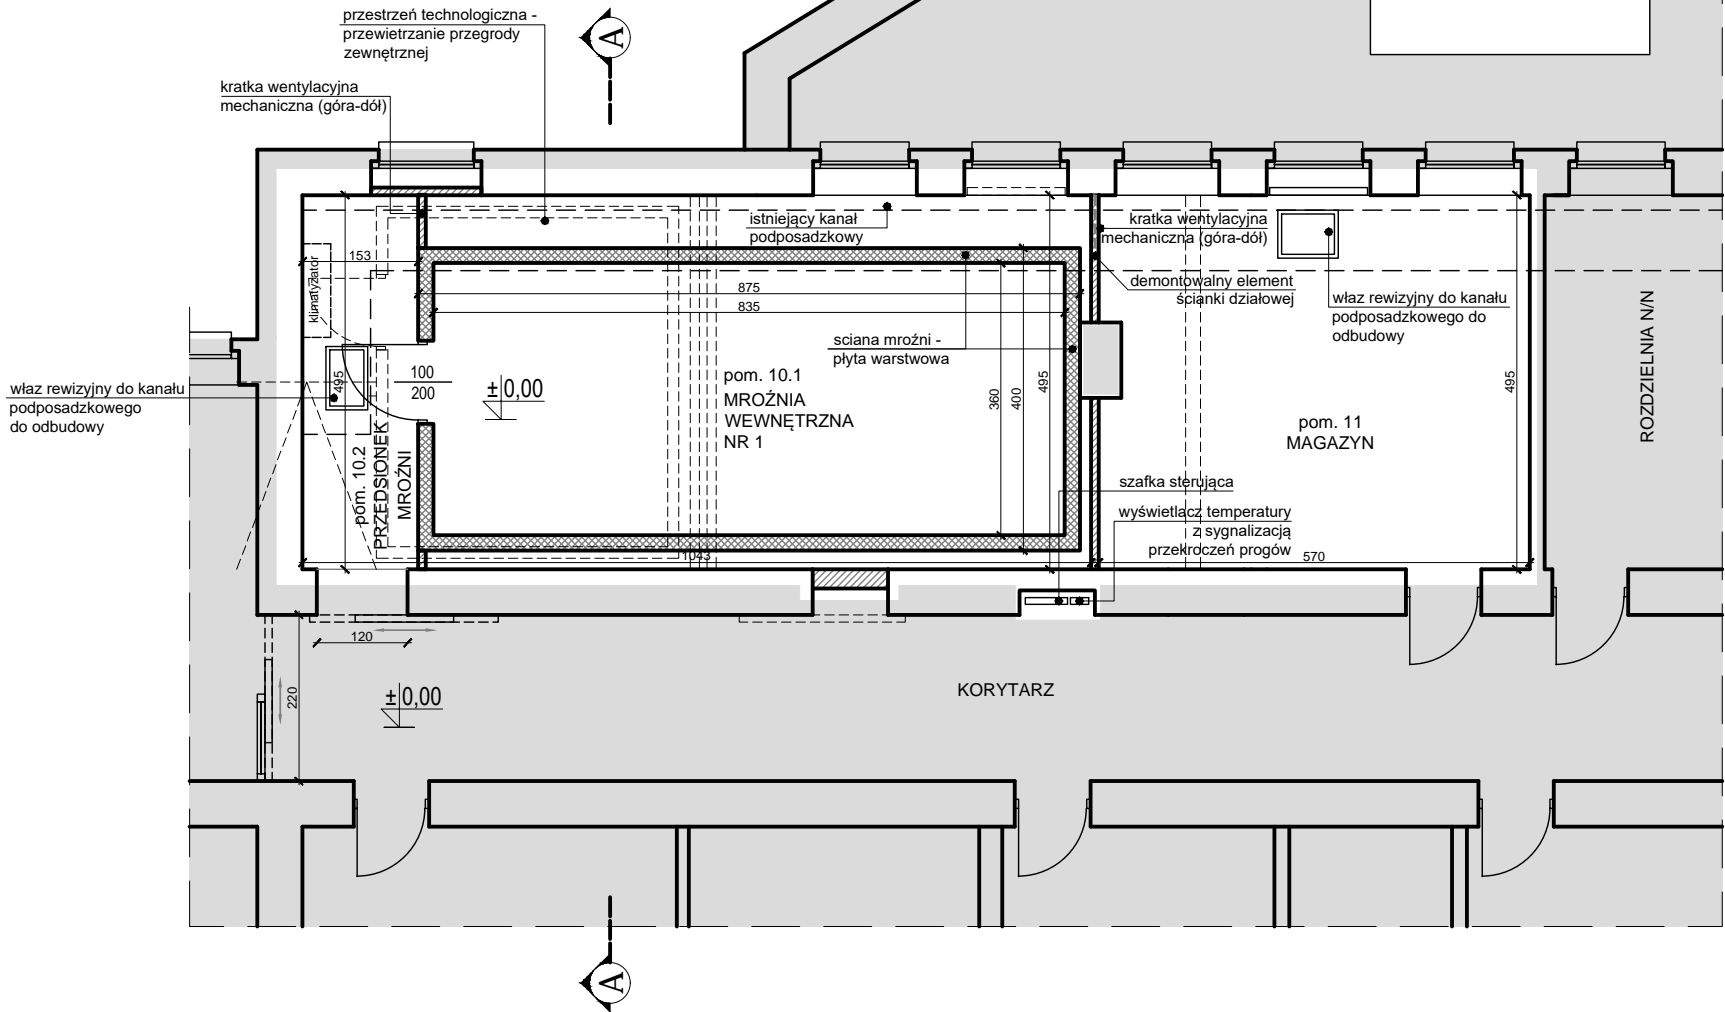 przestrzeń technologiczna -
przewietrzanie przegrody
zewnętrznej
A
kratka wentylacyjna
mechaniczna (góra-dół)
istniejący kanał
podposadzkowy
kratka wentylacyjna
mechaniczna (góra-dół)
153
klimatyzator
875
835
demontowalny element
ścianki działowej
właz rewizyjny do kanału
podposadzkowego do
odbudowy
ROZDZIELNIA N/N
sciana mroźni -
płyta warstwowa
właz rewizyjny do kanału
podposadzkowego
do odbudowy
495
100
200
±0,00
pom. 10.1
MROŹNIA
WEWNĘTRZNA
NR 1
360
400
495
495
pom. 11
MAGAZYN
pom. 10.2
PRZEDSIONEK
MROŹNI
szafka sterująca
wyświetlacz temperatury
z sygnalizacją
przekroczeń progów
1043
570
120
220
±0,00
KORYTARZ
A